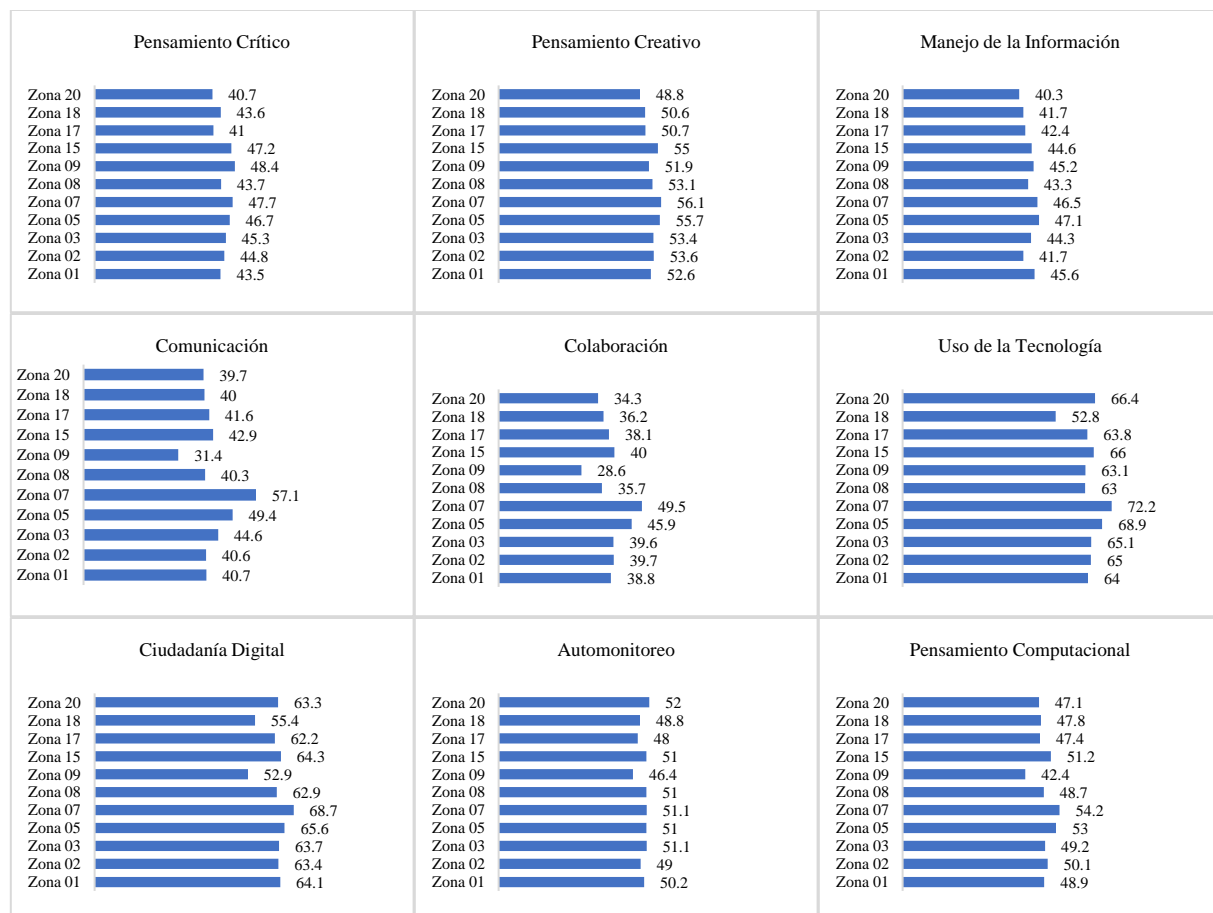 Pensamiento Crítico
Zona 20 40.7
Zona 18 43.6
Zona 17 41
Zona 15 47.2
Zona 09 48.4
Zona 08 43.7
Zona 07 47.7
Zona 05 46.7
Zona 03 45.3
Zona 02 44.8
Zona 01 43.5
Pensamiento Creativo
Zona 20 48.8
Zona 18 50.6
Zona 17 50.7
Zona 15 55
Zona 09 51.9
Zona 08 53.1
Zona 07 56.1
Zona 05 55.7
Zona 03 53.4
Zona 02 53.6
Zona 01 52.6
Manejo de la Información
Zona 20 40.3
Zona 18 41.7
Zona 17 42.4
Zona 15 44.6
Zona 09 45.2
Zona 08 43.3
Zona 07 46.5
Zona 05 47.1
Zona 03 44.3
Zona 02 41.7
Zona 01 45.6
Comunicación
Zona 20 39.7
Zona 18 40
Zona 17 41.6
Zona 15 42.9
Zona 09 31.4
Zona 08 40.3
Zona 07 57.1
Zona 05 49.4
Zona 03 44.6
Zona 02 40.6
Zona 01 40.7
Colaboración
Zona 20 34.3
Zona 18 36.2
Zona 17 38.1
Zona 15 40
Zona 09 28.6
Zona 08 35.7
Zona 07 49.5
Zona 05 45.9
Zona 03 39.6
Zona 02 39.7
Zona 01 38.8
Uso de la Tecnología
Zona 20 66.4
Zona 18 52.8
Zona 17 63.8
Zona 15 66
Zona 09 63.1
Zona 08 63
Zona 07 72.2
Zona 05 68.9
Zona 03 65.1
Zona 02 65
Zona 01 64
Ciudadanía Digital
Zona 20 63.3
Zona 18 55.4
Zona 17 62.2
Zona 15 64.3
Zona 09 52.9
Zona 08 62.9
Zona 07 68.7
Zona 05 65.6
Zona 03 63.7
Zona 02 63.4
Zona 01 64.1
Automonitoreo
Zona 20 52
Zona 18 48.8
Zona 17 48
Zona 15 51
Zona 09 46.4
Zona 08 51
Zona 07 51.1
Zona 05 51
Zona 03 51.1
Zona 02 49
Zona 01 50.2
Pensamiento Computacional
Zona 20 47.1
Zona 18 47.8
Zona 17 47.4
Zona 15 51.2
Zona 09 42.4
Zona 08 48.7
Zona 07 54.2
Zona 05 53
Zona 03 49.2
Zona 02 50.1
Zona 01 48.9